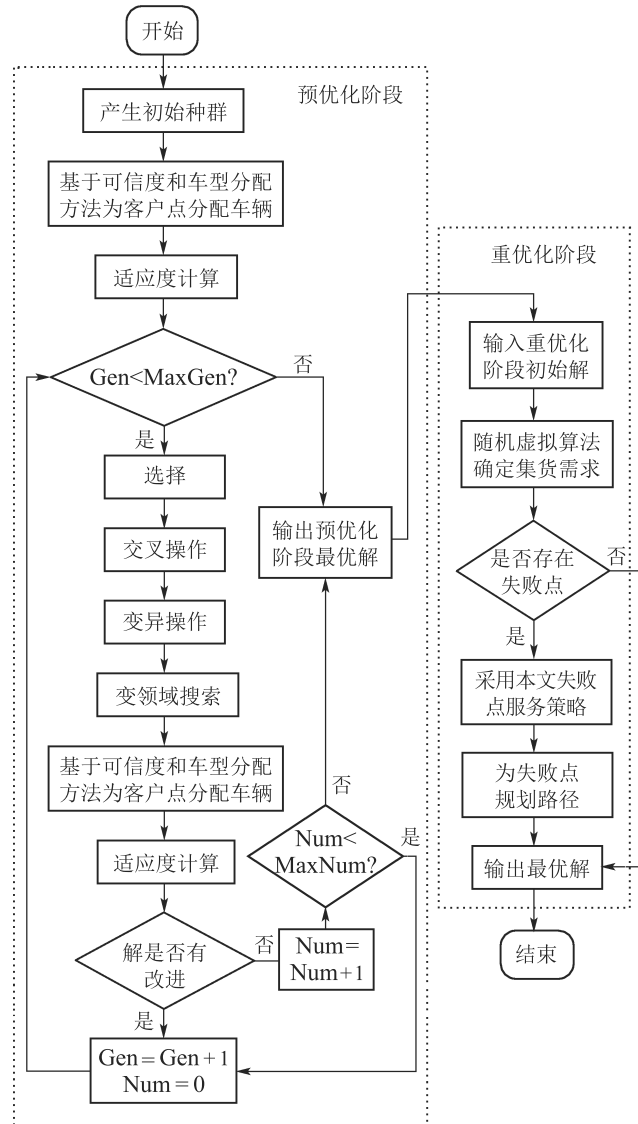 开始
预优化阶段
产生初始种群
基于可信度和车型分配
方法为客户点分配车辆
适应度计算
Gen<MaxGen?
否
是
选择
交叉操作
变异操作
变领域搜索
基于可信度和车型分配
方法为客户点分配车辆
适应度计算
解是否有
改进
否
是
Gen=Gen+1
Num=0
Num=
Num+1
Num<
MaxNum?
否
是
输出预优化
阶段最优解
重优化阶段
输入重优化
阶段初始解
随机虚拟算法
确定集货需求
是否存在
失败点
否
是
采用本文失败
点服务策略
为失败点
规划路径
输出最优解
结束